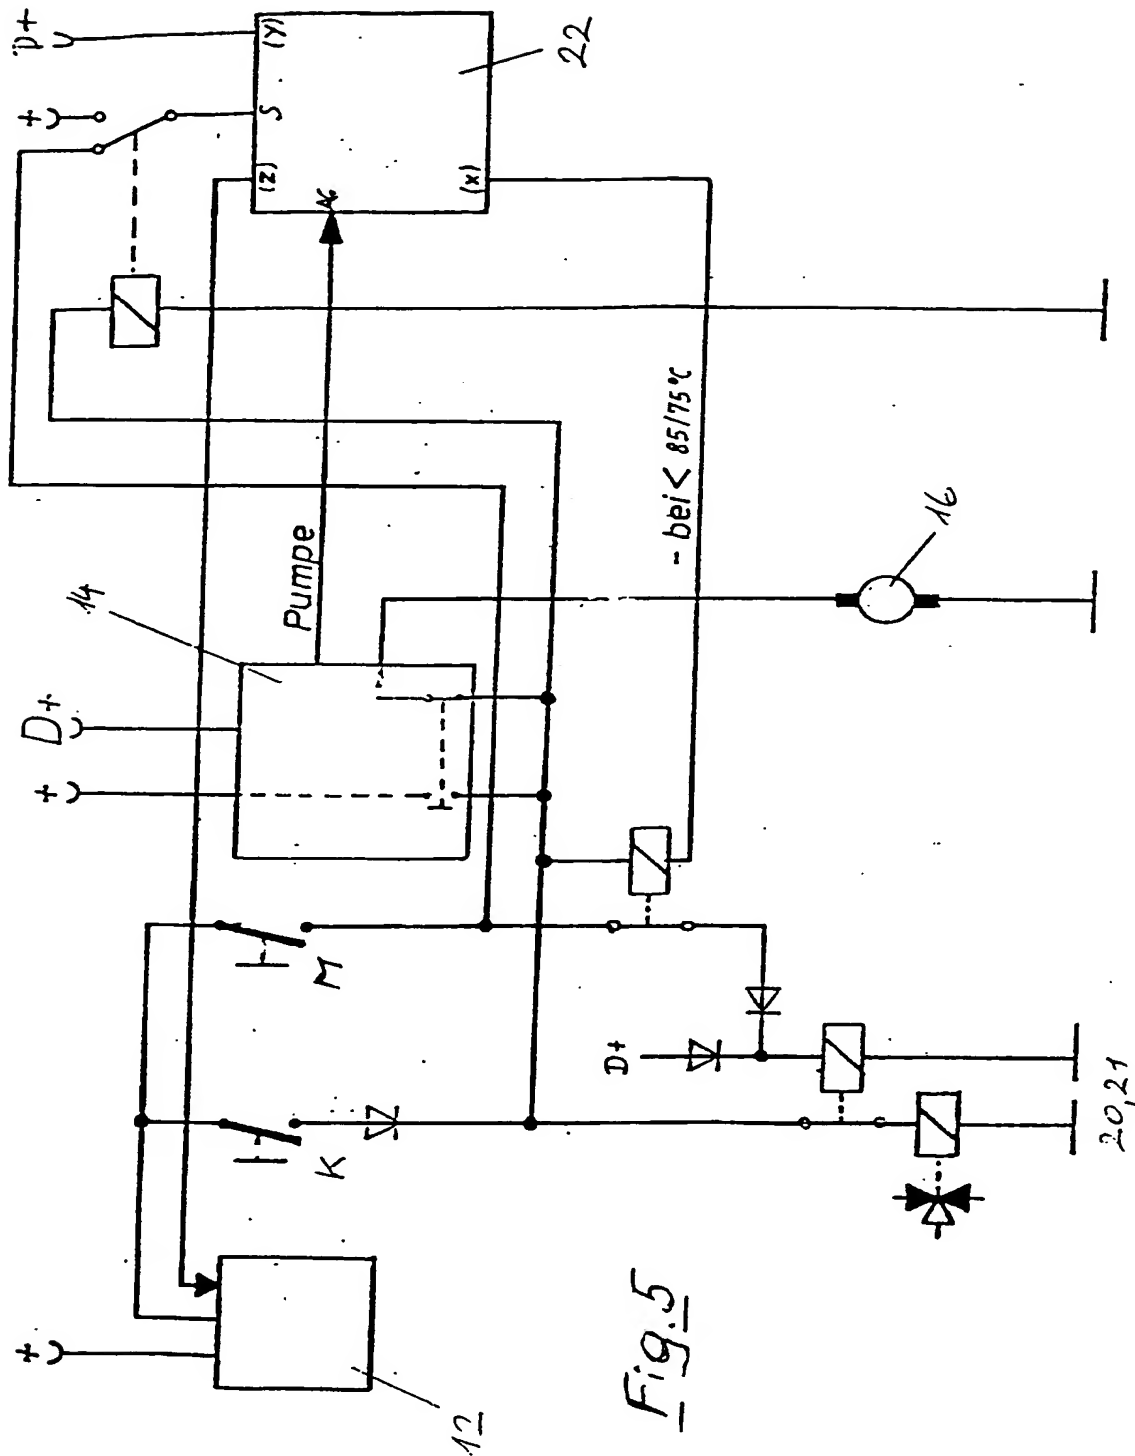 D+
+
(Y)
S
(Z)
(X)
22
Pumpe
- bei < 85/75°C
16
14
D+
+
M
K
D+
20,21
+
12
Fig. 5